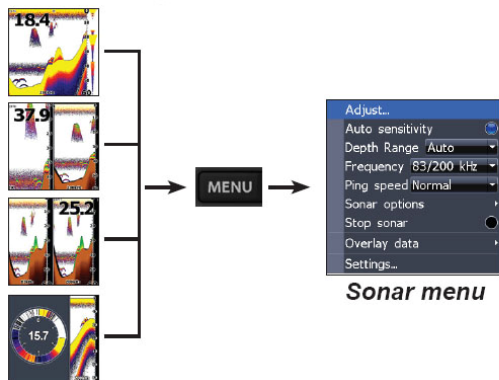 18.4
37.9
25.2
15.7
MENU
Adjust...
Auto sensitivity
Depth Range Auto
Frequency 83/200 kHz
Ping speed Normal
Sonar options
Stop sonar
Overlay data
Settings...
Sonar menu